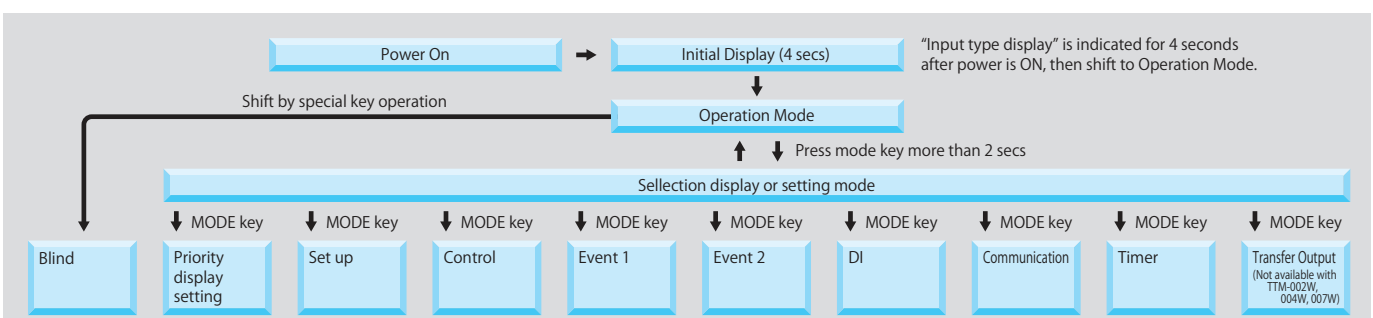 Power On
Initial Display (4 secs)
“Input type display” is indicated for 4 seconds
after power is ON, then shift to Operation Mode.
Shift by special key operation
Operation Mode
Press mode key more than 2 secs
Sellection display or setting mode
MODE key
MODE key
MODE key
MODE key
MODE key
MODE key
MODE key
MODE key
MODE key
Blind
Priority
display
setting
Set up
Control
Event 1
Event 2
DI
Communication
Timer
Transfer Output
(Not available with
TTM-002W,
004W, 007W)